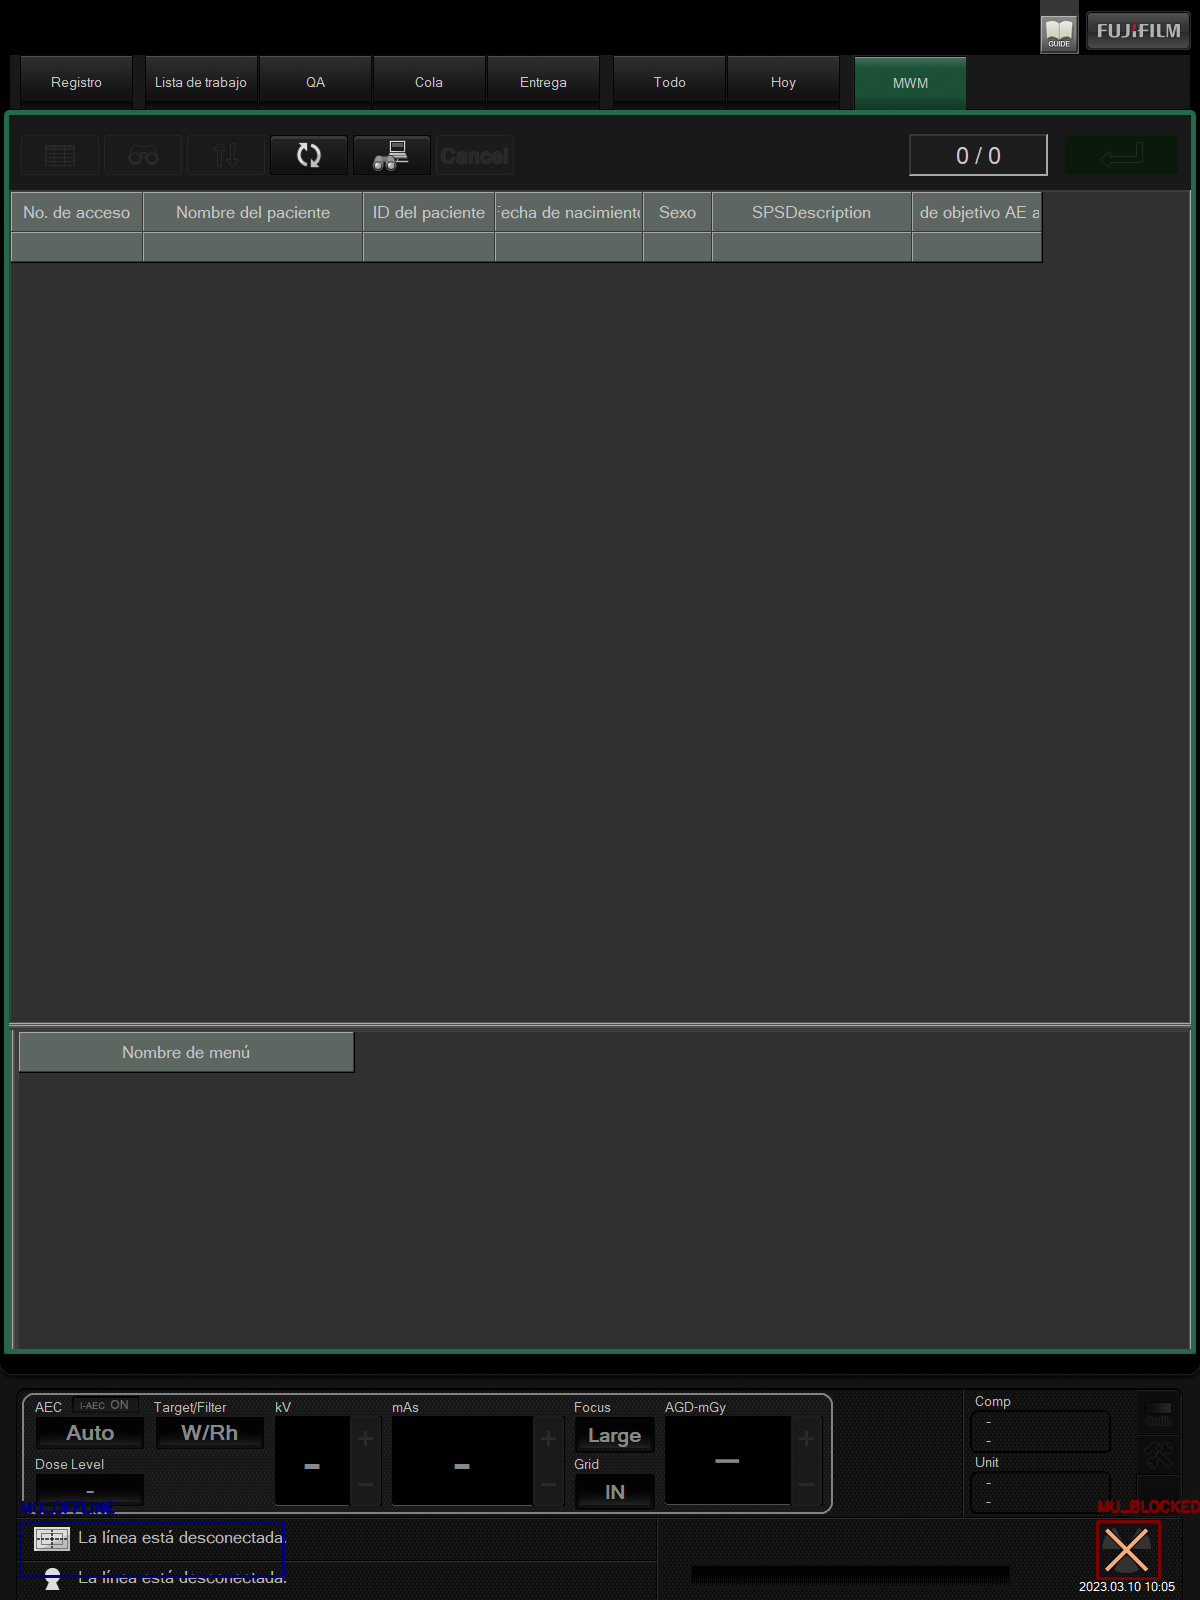 GUIDE
FUJIFILM
Registro
Lista de trabajo
QA
Cola
Entrega
Todo
Hoy
MWM
Cancel
0 / 0
No. de acceso
Nombre del paciente
ID del paciente
Fecha de nacimiento
Sexo
SPSDescription
de objetivo AE a
Nombre de menú
AEC
I-AEC ON
Auto
Dose Level
-
Target/Filter
W/Rh
kV
-
mAs
-
Focus
Large
Grid
IN
AGD-mGy
—
Comp
-
-
Unit
-
-
MU_OFFLINE
MU_BLOCKED
La línea está desconectada.
La línea está desconectada.
2023.03.10 10:05